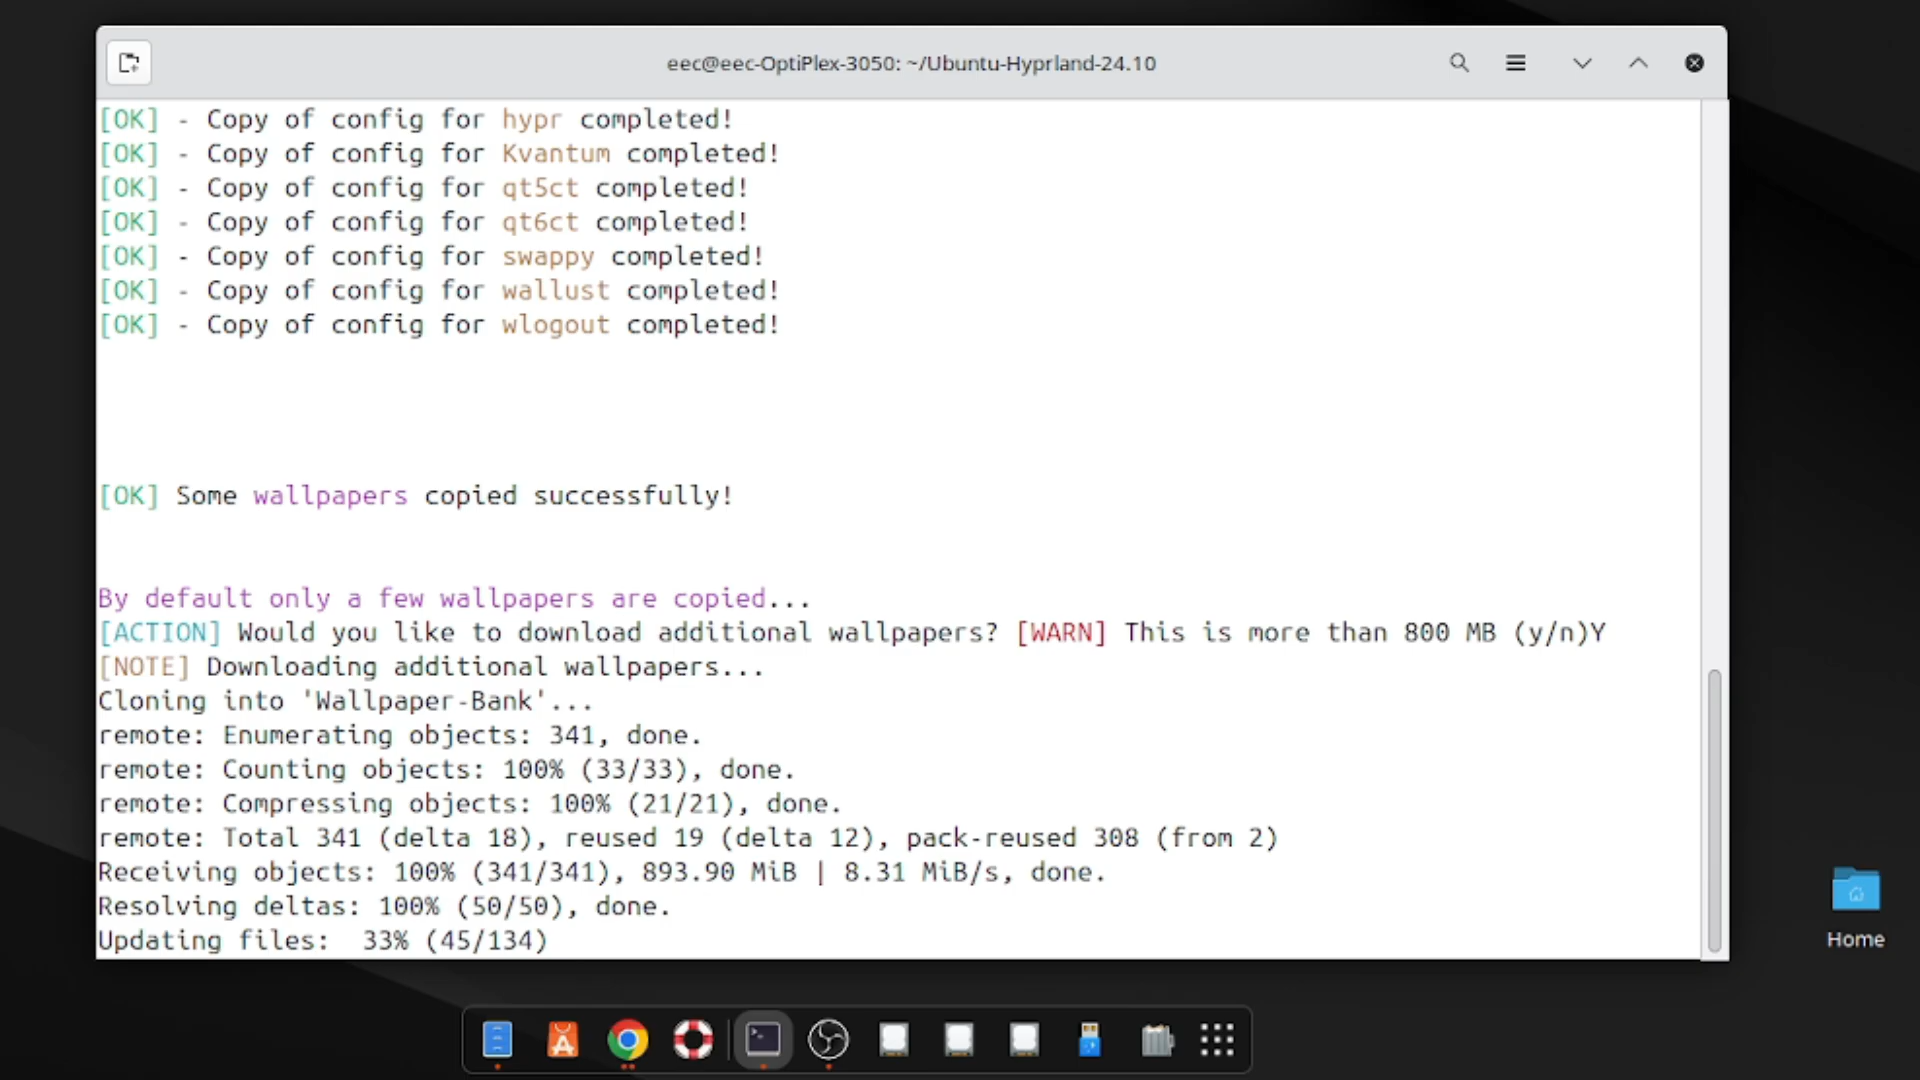 eec@eec-OptiPlex-3050: ~/Ubuntu-Hyprland-24.10
[OK] - Copy of config for hypr completed!
[OK] - Copy of config for Kvantum completed!
[OK] - Copy of config for qt5ct completed!
[OK] - Copy of config for qt6ct completed!
[OK] - Copy of config for swappy completed!
[OK] - Copy of config for wallust completed!
[OK] - Copy of config for wlogout completed!
[OK] Some wallpapers copied successfully!
By default only a few wallpapers are copied...
[ACTION] Would you like to download additional wallpapers? [WARN] This is more than 800 MB (y/n)Y
[NOTE] Downloading additional wallpapers...
Cloning into 'Wallpaper-Bank'...
remote: Enumerating objects: 341, done.
remote: Counting objects: 100% (33/33), done.
remote: Compressing objects: 100% (21/21), done.
remote: Total 341 (delta 18), reused 19 (delta 12), pack-reused 308 (from 2)
Receiving objects: 100% (341/341), 893.90 MiB | 8.31 MiB/s, done.
Resolving deltas: 100% (50/50), done.
Updating files:  33% (45/134)
Home